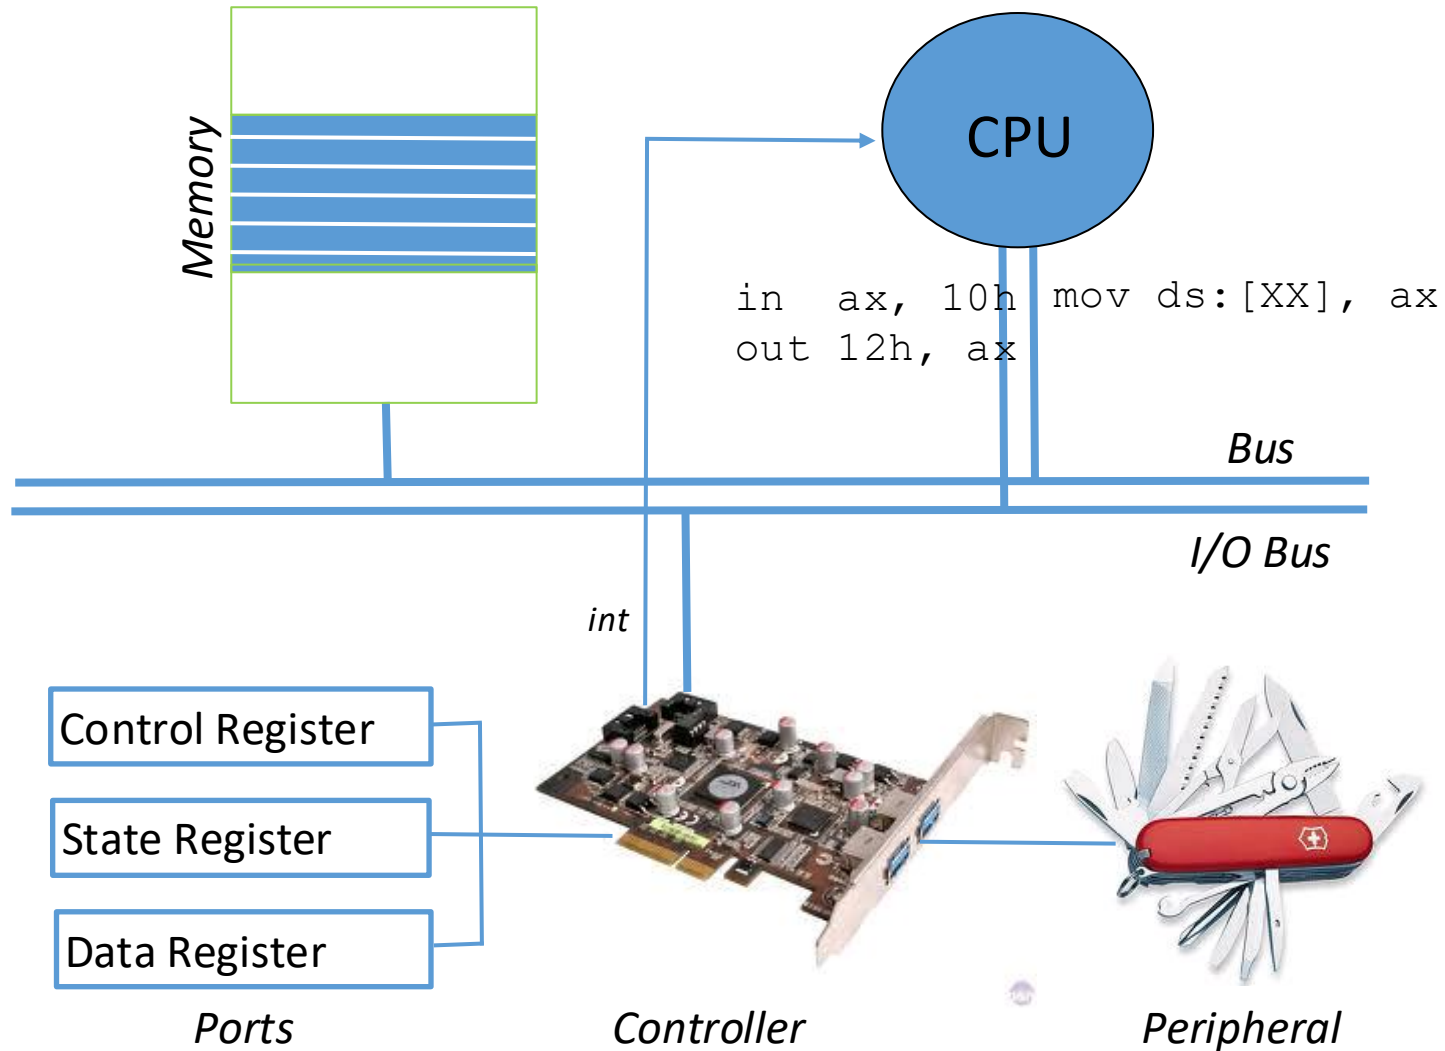 Memory
CPU
in  ax, 10h
out 12h, ax
mov ds:[XX], ax
Bus
I/O Bus
int
Control Register
State Register
Data Register
Ports
Controller
Peripheral